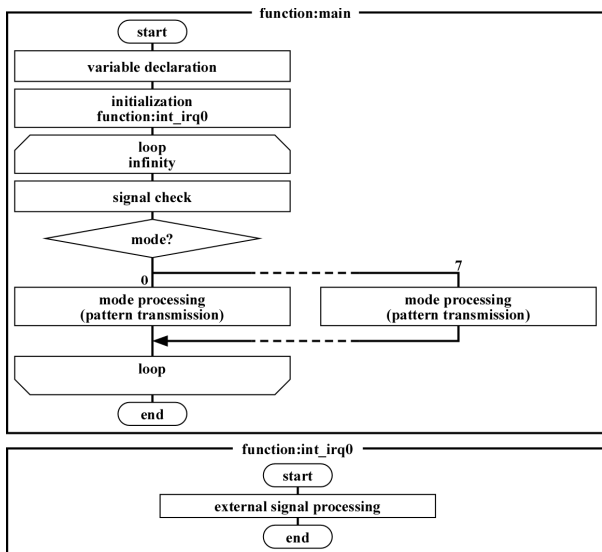 function:main
start
variable declaration
initialization
function:int_irq0
loop
infinity
signal check
mode?
0
7
mode processing
(pattern transmission)
mode processing
(pattern transmission)
loop
end
function:int_irq0
start
external signal processing
end